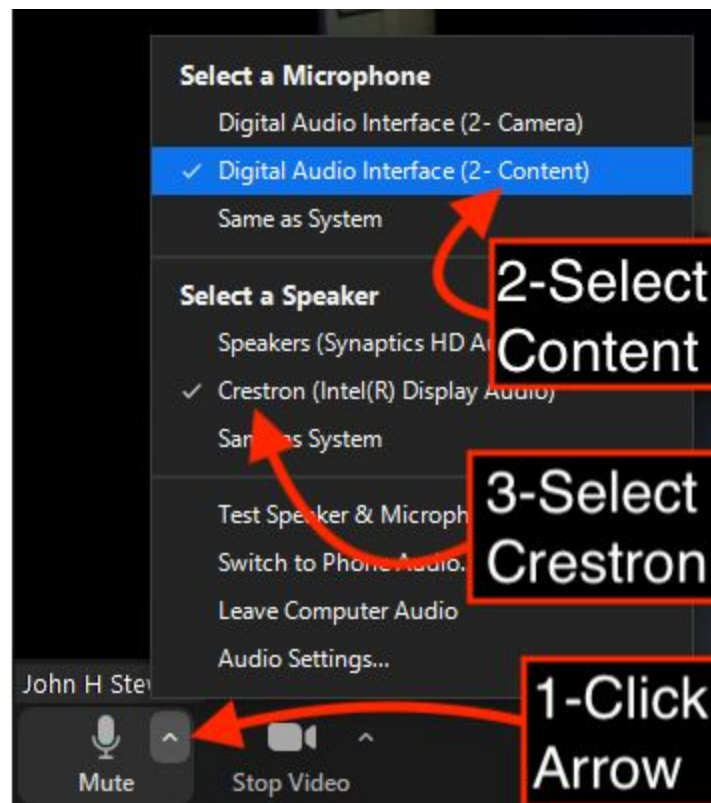 Select a Microphone
Digital Audio Interface (2- Camera)
✓ Digital Audio Interface (2- Content)
Same as System
2-Select
Content
Select a Speaker
Speakers (Synaptics HD
✓ Crestron (Intel(R) Display Audio)
Same as System
3-Select
Crestron
Test Speaker &
Switch to Phone Audio.
Leave Computer Audio
Audio Settings...
John H
1-Click
Arrow
Mute
Stop Video